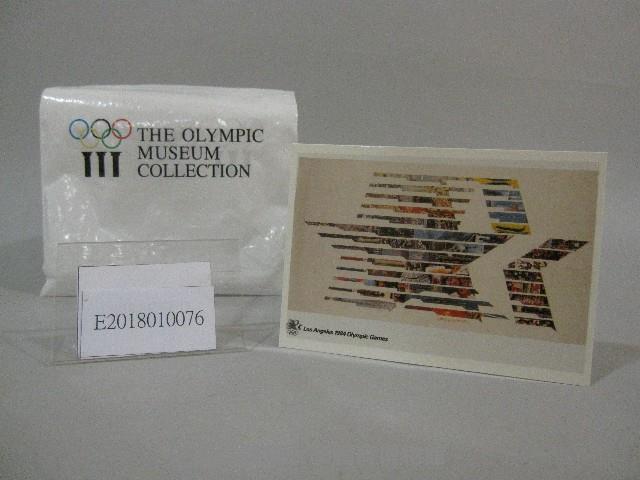 THE OLYMPIC
MUSEUM
COLLECTION
E2018010076
Los Angeles 1984 Olympic Games